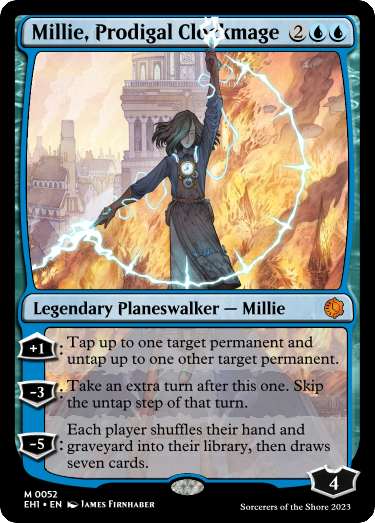 Millie, Prodigal Clockmage 2
Legendary Planeswalker — Millie
+1: Tap up to one target permanent and
untap up to one other target permanent.
-3: Take an extra turn after this one. Skip
the untap step of that turn.
-5: Each player shuffles their hand and
graveyard into their library, then draws
seven cards.
4
M 0052
EH1 • EN James Firnhaber
Sorcerers of the Shore 2023